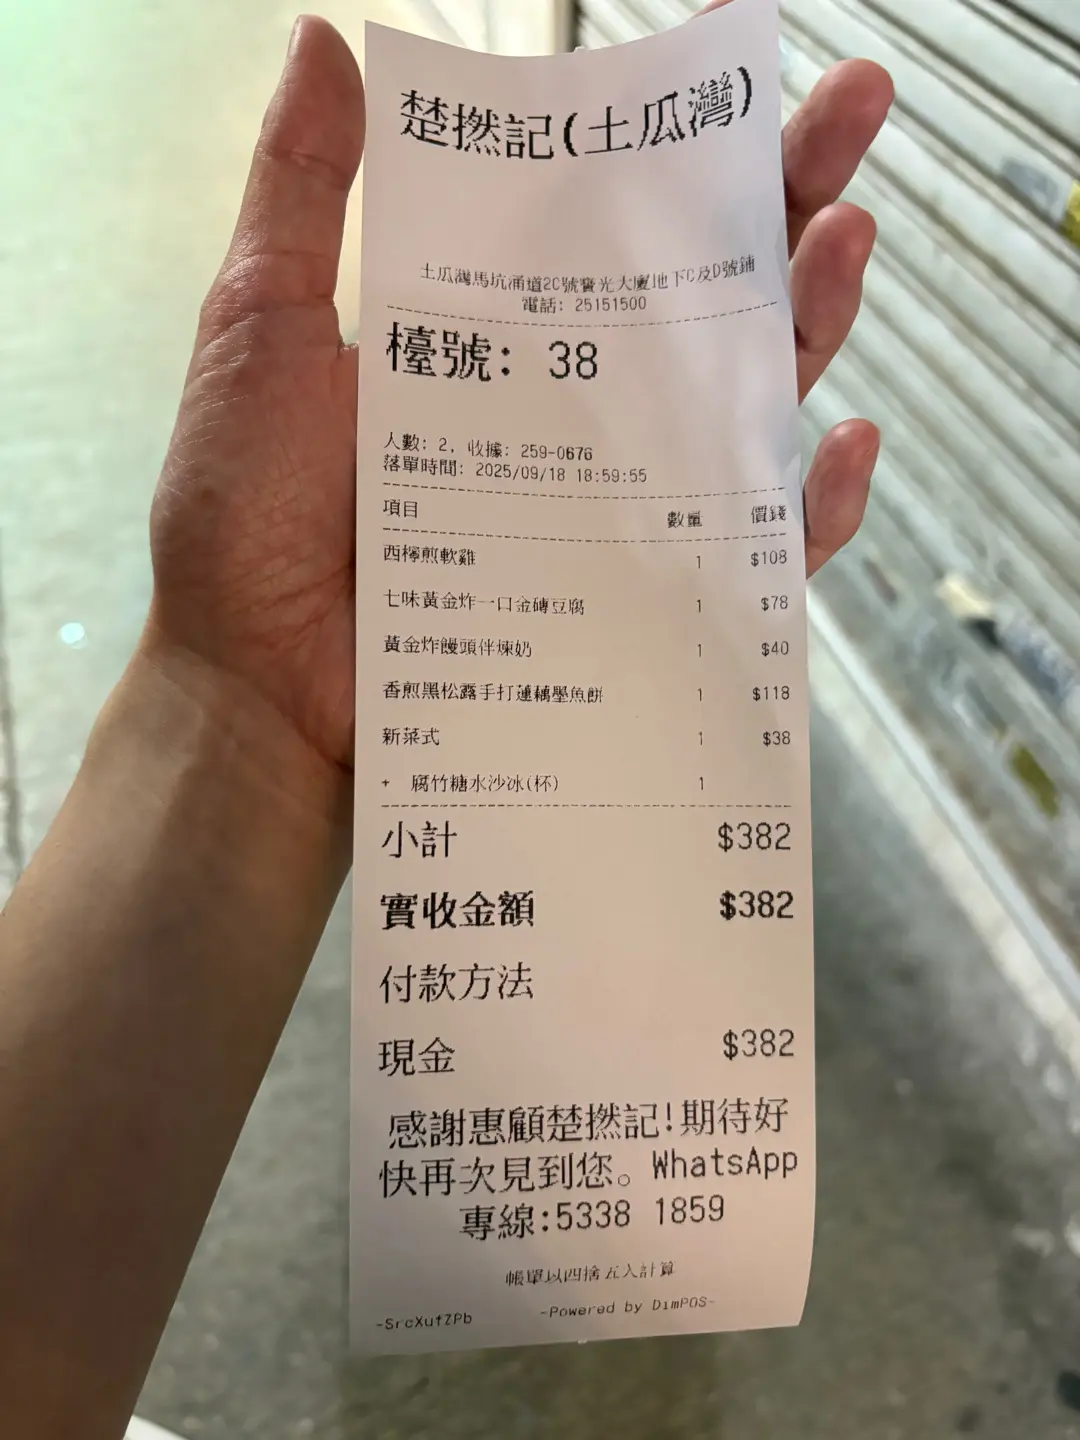 楚撚記(土瓜灣)
土瓜灣馬坑涌道2C號寶光大廈地下C及D號鋪
電話: 25151500
檯號: 38
人數: 2, 收據: 259-0676
落單時間: 2025/09/18 18:59:55
項目 數量 價錢
西檸煎軟雞 1 $108
七味黃金炸一口金磚豆腐 1 $78
黃金炸饅頭伴煉奶 1 $40
香煎黑松露手打蓮藕墨魚餅 1 $118
新菜式 1 $38
+ 腐竹糖水沙冰(杯) 1
小計 $382
實收金額 $382
付款方法
現金 $382
感謝惠顧楚撚記!期待好
快再次見到您。WhatsApp
專線:5338 1859
帳單以四捨五入計算
-SrcXufZPb -Powered by DimPOS-